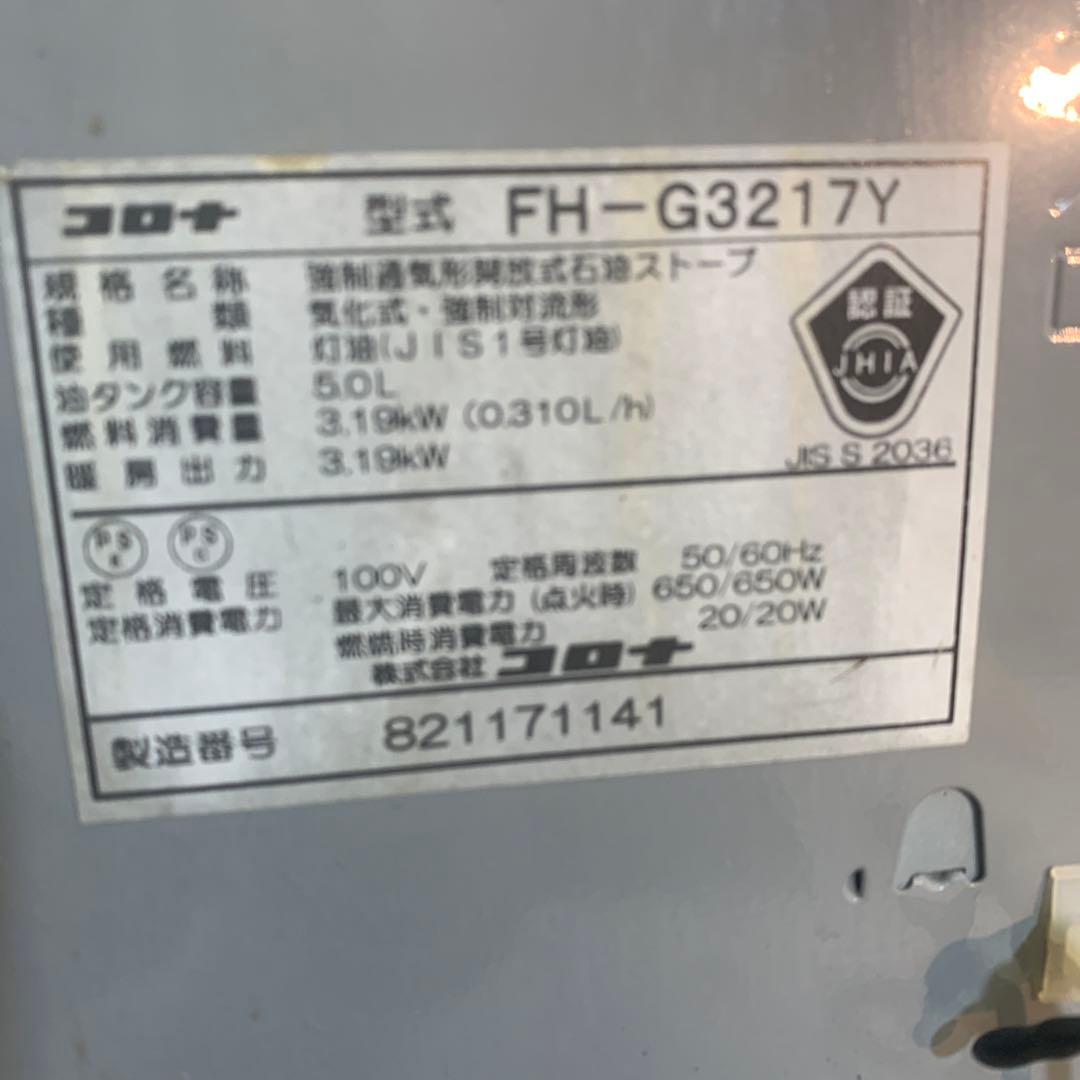 コロナ 型式 FH-G3217Y
規格名称 強制通気形開放式石油ストーブ
種類 気化式・強制対流形
使用燃料 灯油(JIS1号灯油)
油タンク容量 5.0L
燃料消費量 3.19kW (0.310L/h)
暖房出力 3.19kW
認証
JHIA
JIS S 2036
PS PS
定格電圧 100V 定格周波数 50/60Hz
定格消費電力 最大消費電力 (点火時) 650/650W
燃焼時消費電力 20/20W
株式会社 コロナ
製造番号 821171141